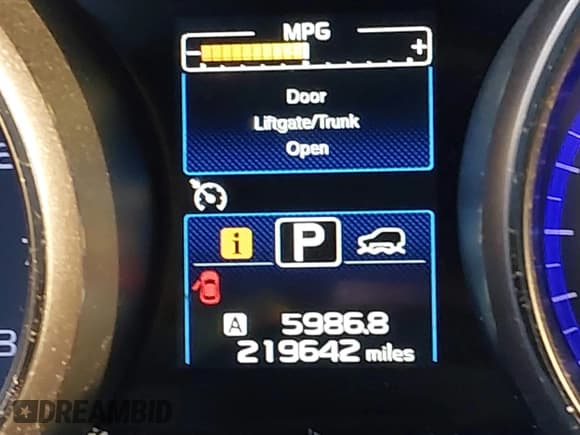 MPG
- +
Door
Liftgate/Trunk
Open
i P
A 5986.8
219642 miles
DREAMBID